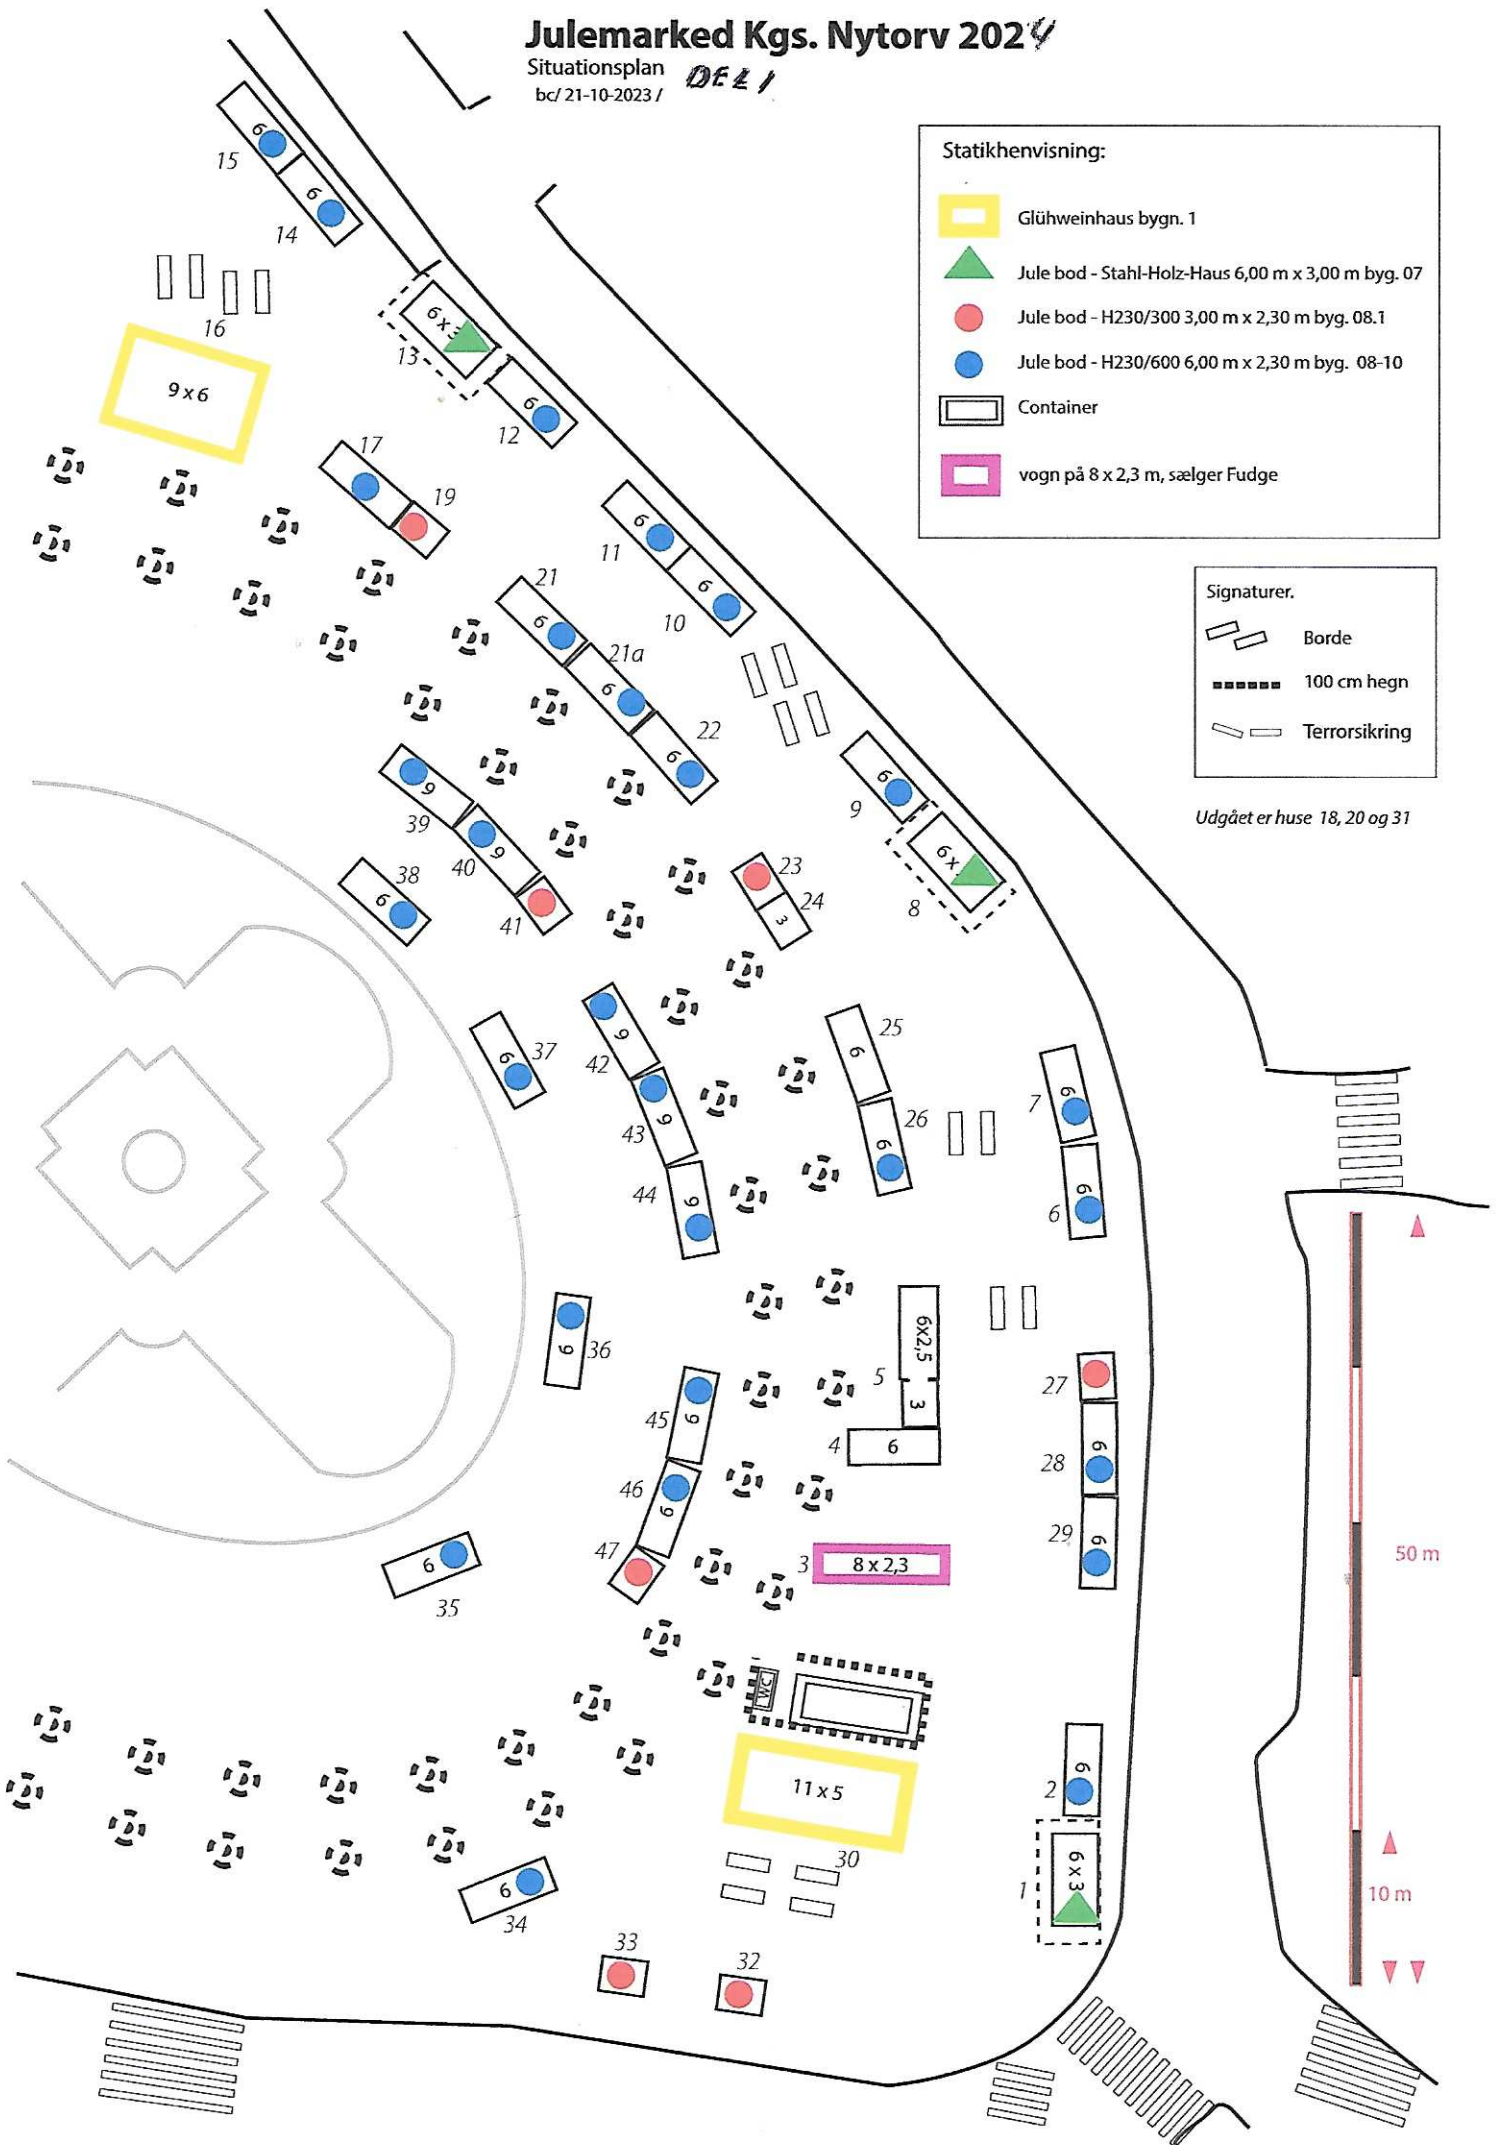 Julemarked Kgs. Nytorv 2024
Situationsplan DEL 1
bc/ 21-10-2023 /
Statikhenvisning:
Glühweinhaus bygn. 1
Jule bod - Stahl-Holz-Haus 6,00 m x 3,00 m byg. 07
Jule bod - H230/300 3,00 m x 2,30 m byg. 08.1
Jule bod - H230/600 6,00 m x 2,30 m byg. 08-10
Container
vogn på 8 x 2,3 m, sælger Fudge
Signaturer.
Borde
100 cm hegn
Terrorsikring
Udgået er huse 18, 20 og 31
15
6
6
14
16
9 x 6
6 x 3
13
6
12
17
19
6
11
6
10
21
6
21a
6
22
6
9
6
6 x
8
39
9
40
9
41
38
6
23
24
3
37
6
42
9
43
9
44
9
25
6
26
6
7
6
6
6
36
6
45
6
46
6
47
5
6x2,5
3
4
6
27
28
6
29
6
3
8 x 2,3
35
6
WC
11 x 5
30
2
6
1
6 x 3
34
6
33
32
50 m
10 m